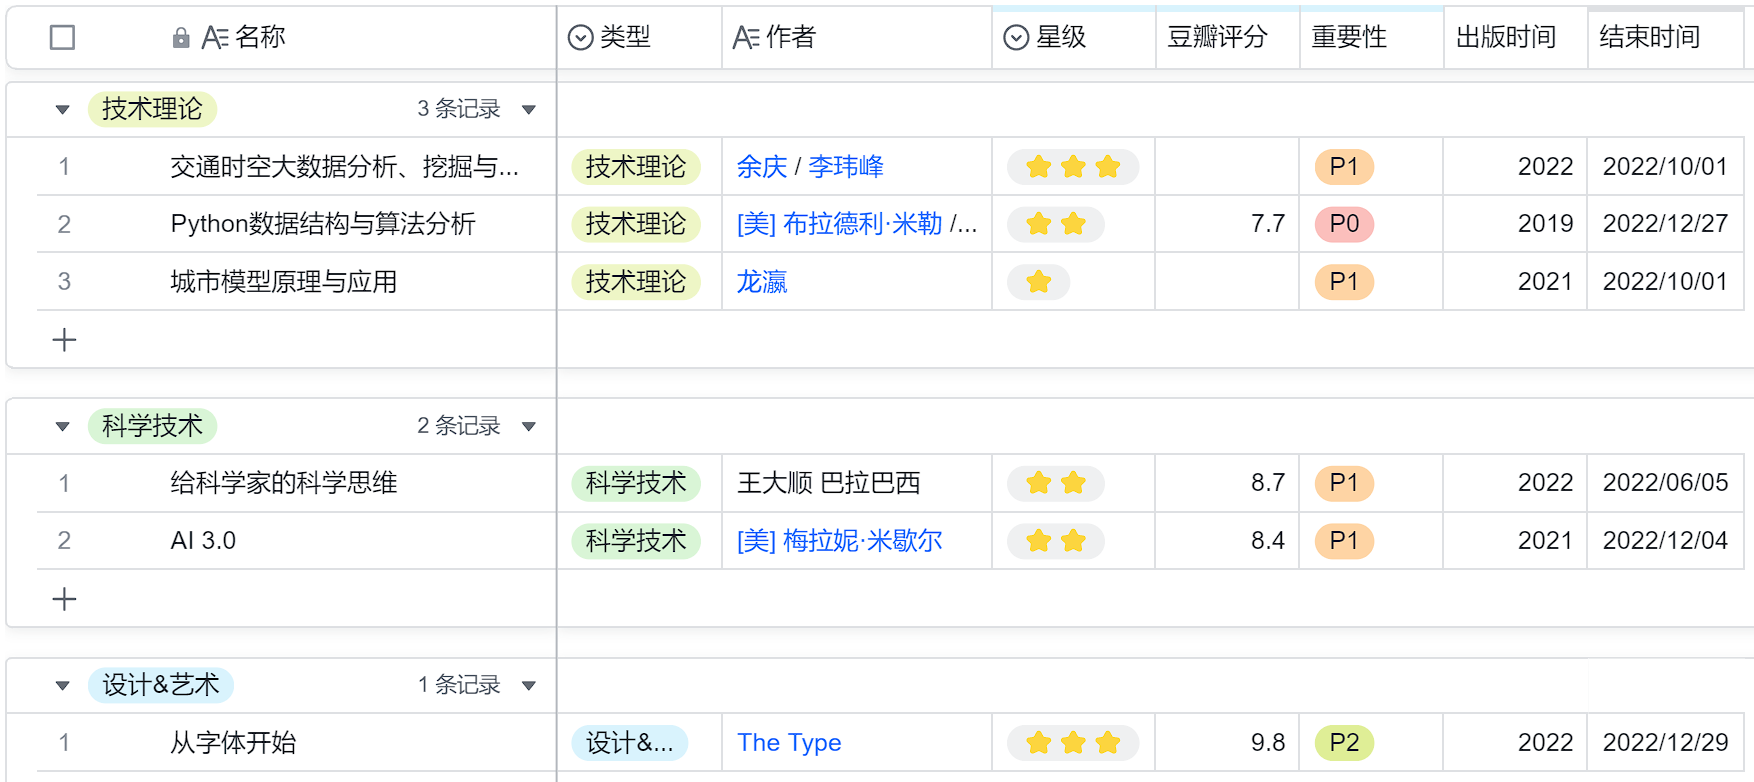 名称 类型 作者 星级 豆瓣评分 重要性 出版时间 结束时间
技术理论 3 条记录
1 交通时空大数据分析、挖掘与... 技术理论 余庆 / 李玮峰 P1 2022 2022/10/01
2 Python数据结构与算法分析 技术理论 [美] 布拉德利·米勒 /... 7.7 P0 2019 2022/12/27
3 城市模型原理与应用 技术理论 龙瀛 P1 2021 2022/10/01
科学技术 2 条记录
1 给科学家的科学思维 科学技术 王大顺 巴拉巴西 8.7 P1 2022 2022/06/05
2 AI 3.0 科学技术 [美] 梅拉妮·米歇尔 8.4 P1 2021 2022/12/04
设计&艺术 1 条记录
1 从字体开始 设计&... The Type 9.8 P2 2022 2022/12/29